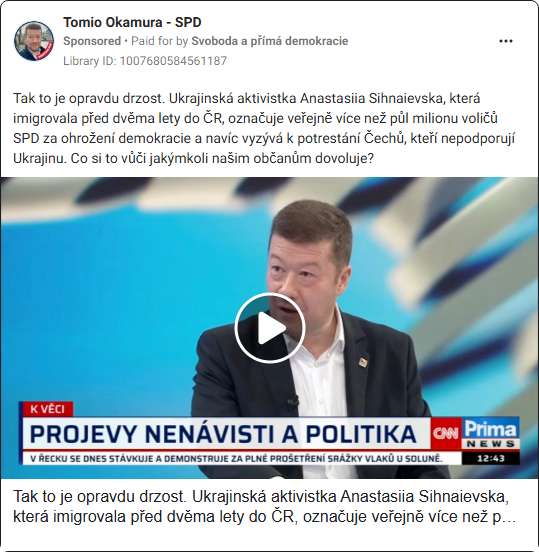 Tomio Okamura - SPD
Sponsored • Paid for by Svoboda a přímá demokracie
Library ID: 1007680584561187
Tak to je opravdu drzost. Ukrajinská aktivistka Anastasiia Sihnaievska, která
imigrovala před dvěma lety do ČR, označuje veřejně více než půl milionu voličů
SPD za ohrožení demokracie a navíc vyzývá k potrestání Čechů, kteří nepodporují
Ukrajinu. Co si to vůči jakýmkoli našim občanům dovoluje?
K VĚCI
PROJEVY NENÁVISTI A POLITIKA
CNN Prima
NEWS
V ŘECKU SE DNES STÁVKUJE A DEMONSTRUJE ZA PLNÉ PROŠETŘENÍ SRÁŽKY VLAKŮ U SOLUNĚ.
12:43
Tak to je opravdu drzost. Ukrajinská aktivistka Anastasiia Sihnaievska,
která imigrovala před dvěma lety do ČR, označuje veřejně více než p…